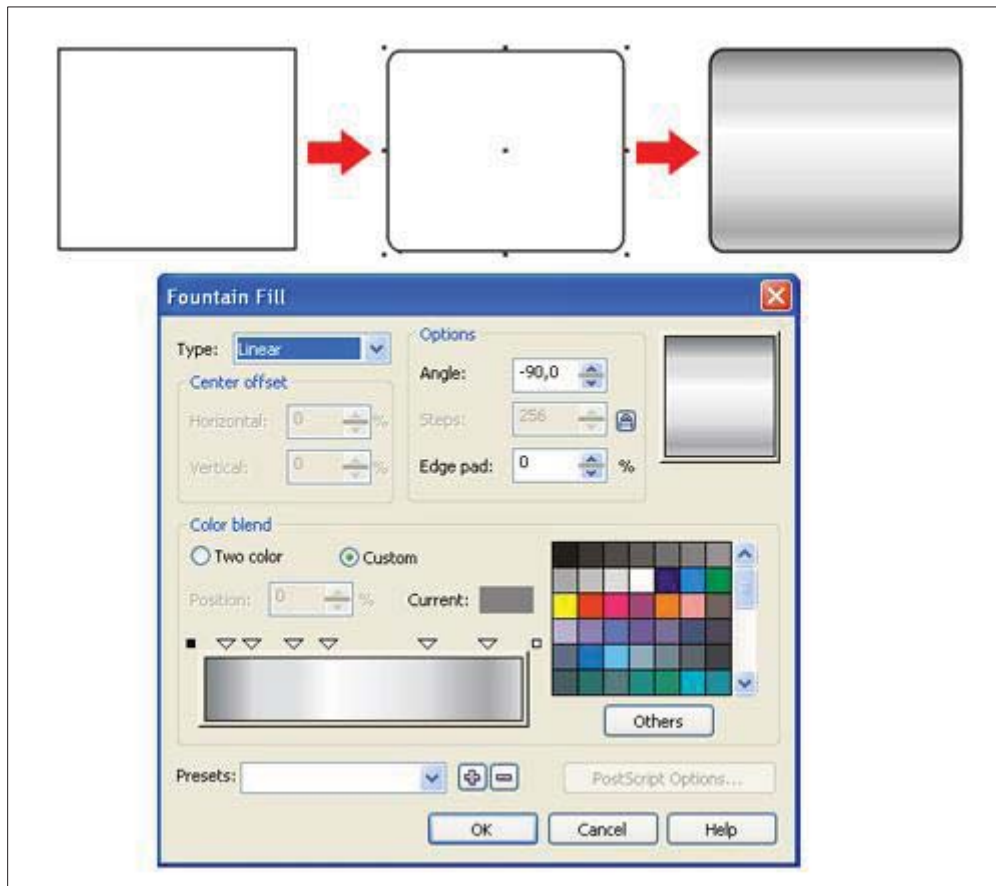 Fountain Fill
Type: Linear
Center offset
Horizontal: 0 %
Vertical: 0 %
Options
Angle: -90,0
Steps: 256
Edge pad: 0 %
Color blend
Two color Custom
Position: 0 % Current:
Others
Presets: PostScript Options...
OK Cancel Help